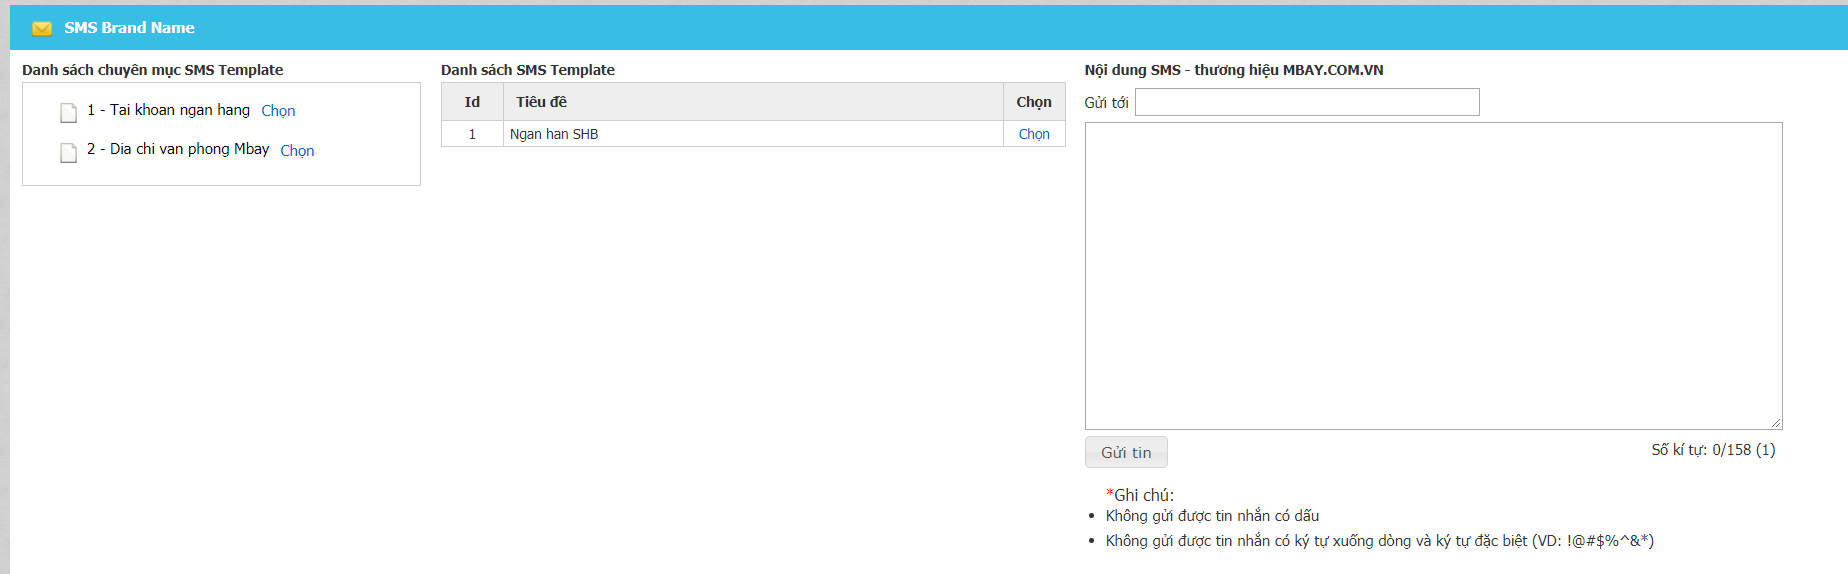 SMS Brand Name
Danh sách chuyên mục SMS Template
1 - Tai khoan ngan hang Chọn
2 - Dia chi van phong Mbay Chọn
Danh sách SMS Template
Id Tiêu đề Chọn
1 Ngan han SHB Chọn
Nội dung SMS - thương hiệu MBAY.COM.VN
Gửi tới
Gửi tin
Số kí tự: 0/158 (1)
*Ghi chú:
• Không gửi được tin nhắn có dấu
• Không gửi được tin nhắn có ký tự xuống dòng và ký tự đặc biệt (VD: !@#$%^&*)